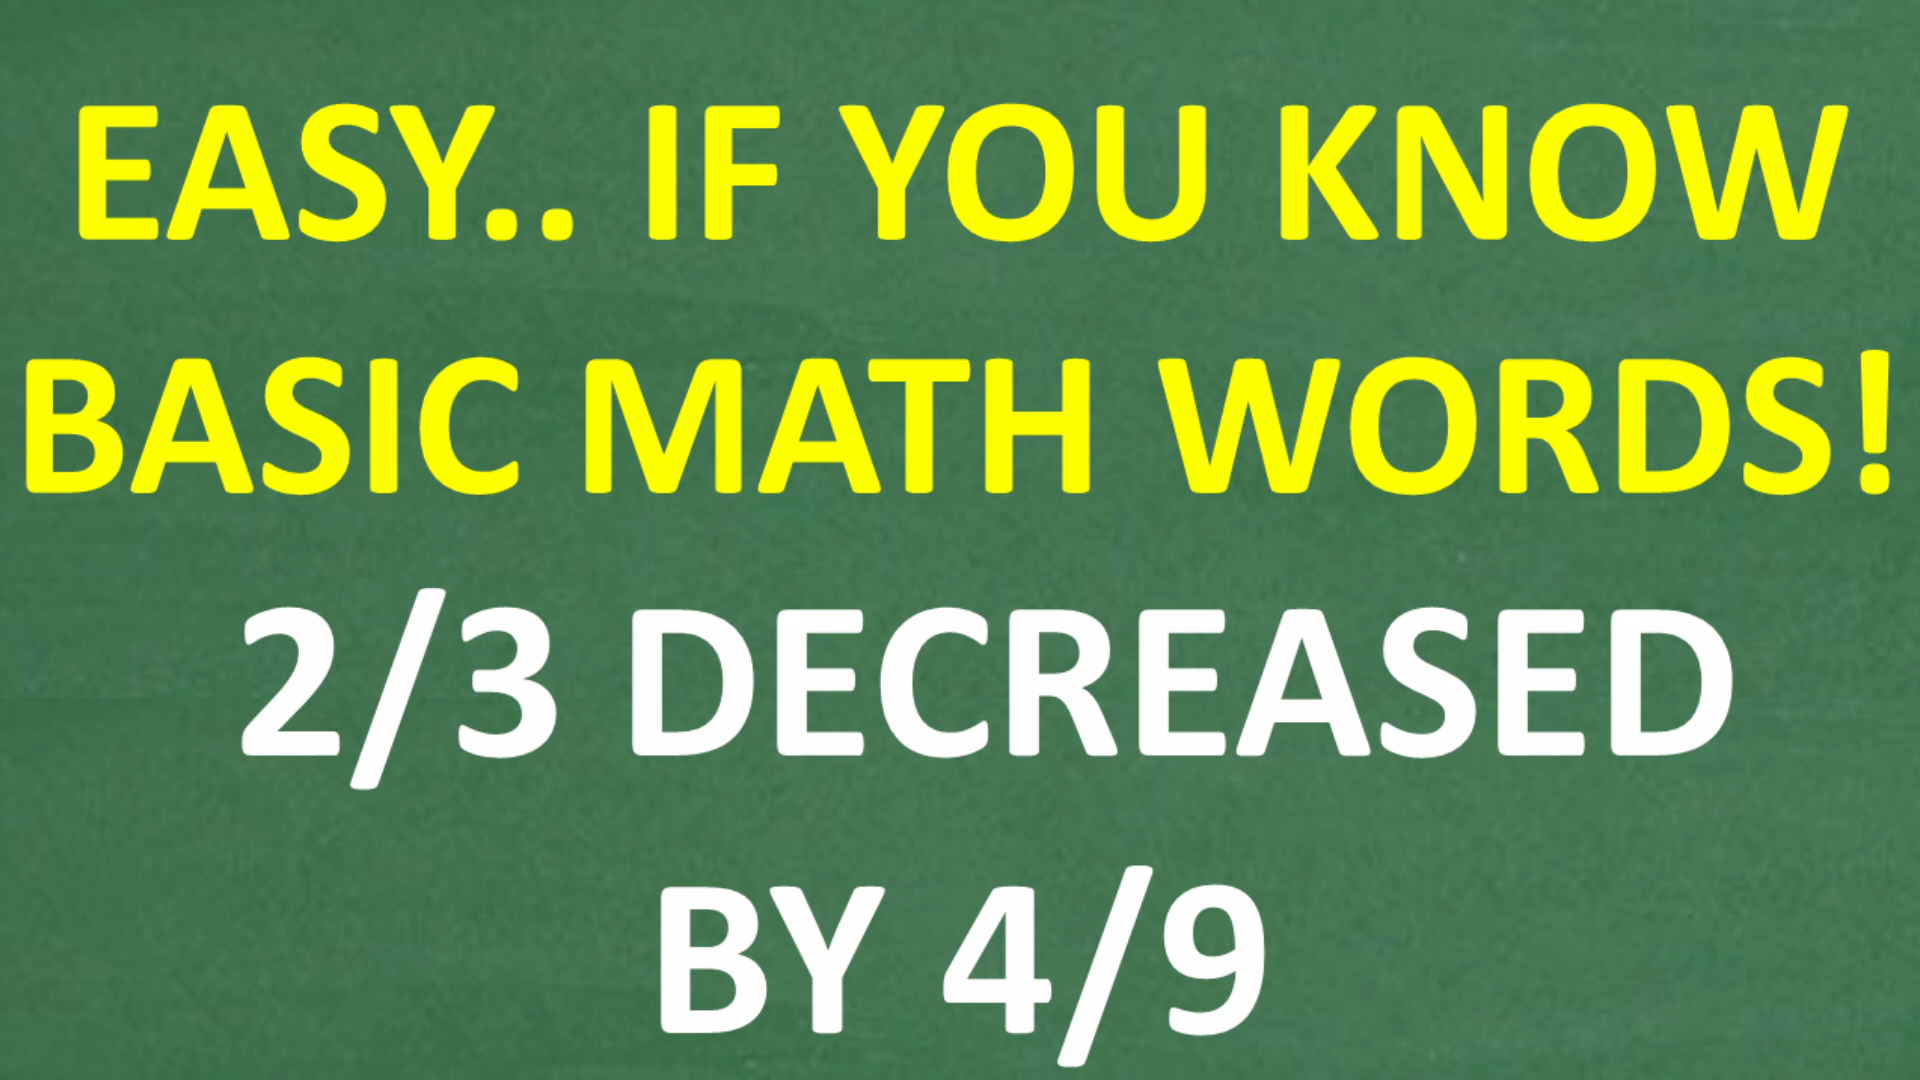 EASY.. IF YOU KNOW
BASIC MATH WORDS!
2/3 DECREASED
BY 4/9